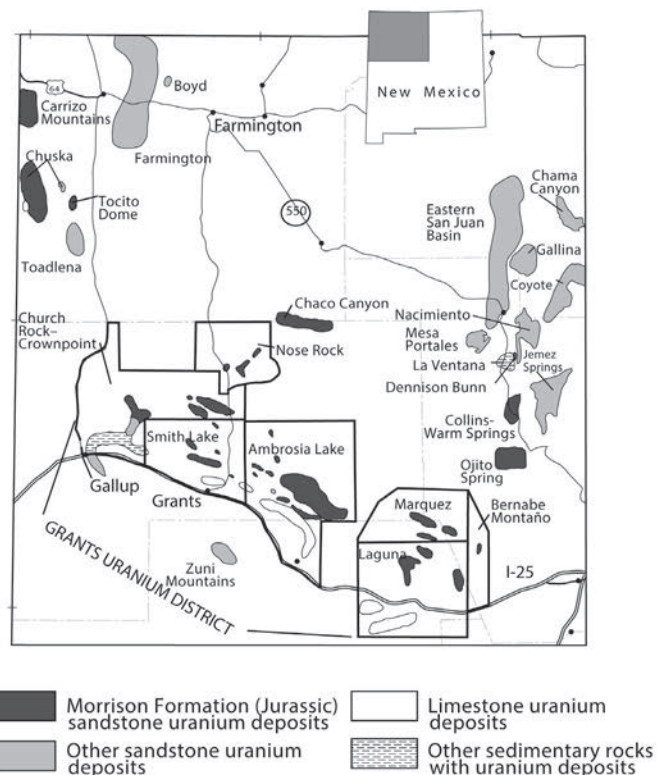 New Mexico
64
Boyd
Carrizo
Mountains
Farmington
Farmington
Chuska
Tocito
Dome
Toadlena
550
Eastern
San Juan
Basin
Chama
Canyon
Gallina
Coyote
Church
Rock–
Crownpoint
Chaco Canyon
Nose Rock
Nacimiento
Mesa
Portales
La Ventana
Jemez
Springs
Dennison Bunn
Smith Lake
Ambrosia Lake
Collins-
Warm Springs
Ojito
Spring
Gallup
Grants
Marquez
Bernabe
Montaño
Laguna
I-25
Zuni
Mountains
GRANTS URANIUM DISTRICT
Morrison Formation (Jurassic)
sandstone uranium deposits
Limestone uranium
deposits
Other sandstone uranium
deposits
Other sedimentary rocks
with uranium deposits